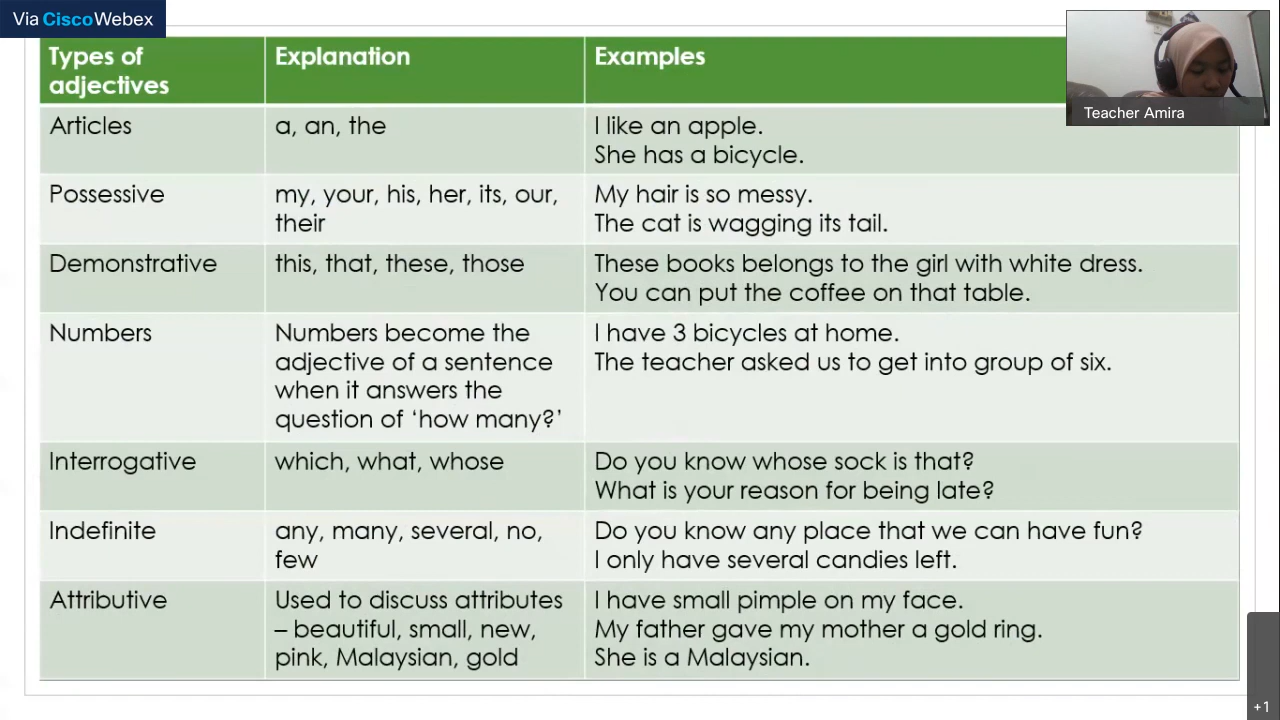 Via CiscoWebex
Types of
adjectives
Explanation
Examples
Teacher Amira
Articles
a, an, the
I like an apple.
She has a bicycle.
Possessive
my, your, his, her, its, our,
their
My hair is so messy.
The cat is wagging its tail.
Demonstrative
this, that, these, those
These books belongs to the girl with white dress.
You can put the coffee on that table.
Numbers
Numbers become the
adjective of a sentence
when it answers the
question of ‘how many?’
I have 3 bicycles at home.
The teacher asked us to get into group of six.
Interrogative
which, what, whose
Do you know whose sock is that?
What is your reason for being late?
Indefinite
any, many, several, no,
few
Do you know any place that we can have fun?
I only have several candies left.
Attributive
Used to discuss attributes
– beautiful, small, new,
pink, Malaysian, gold
I have small pimple on my face.
My father gave my mother a gold ring.
She is a Malaysian.
+1